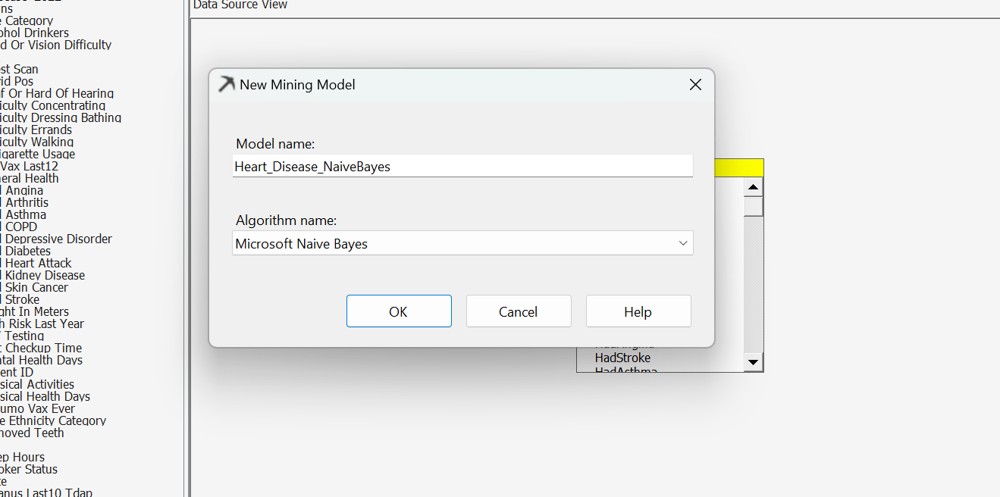 Data Source View
ns
Category
ohol Drinkers
d Or Vision Difficulty
st Scan
id Pos
af Or Hard Of Hearing
iculty Concentrating
iculty Dressing Bathing
iculty Errands
iculty Walking
igarette Usage
Vax Last12
neral Health
Angina
Arthritis
Asthma
COPD
Depressive Disorder
Diabetes
Heart Attack
Kidney Disease
Skin Cancer
Stroke
ght In Meters
h Risk Last Year
Testing
t Checkup Time
ntal Health Days
ent ID
sical Activities
sical Health Days
umo Vax Ever
e Ethnicity Category
moved Teeth
ep Hours
oker Status
te
anus Last10 Tdap
New Mining Model
Model name:
Heart_Disease_NaiveBayes
Algorithm name:
Microsoft Naive Bayes
OK
Cancel
Help
HadAngina
HadStroke
HadAsthma